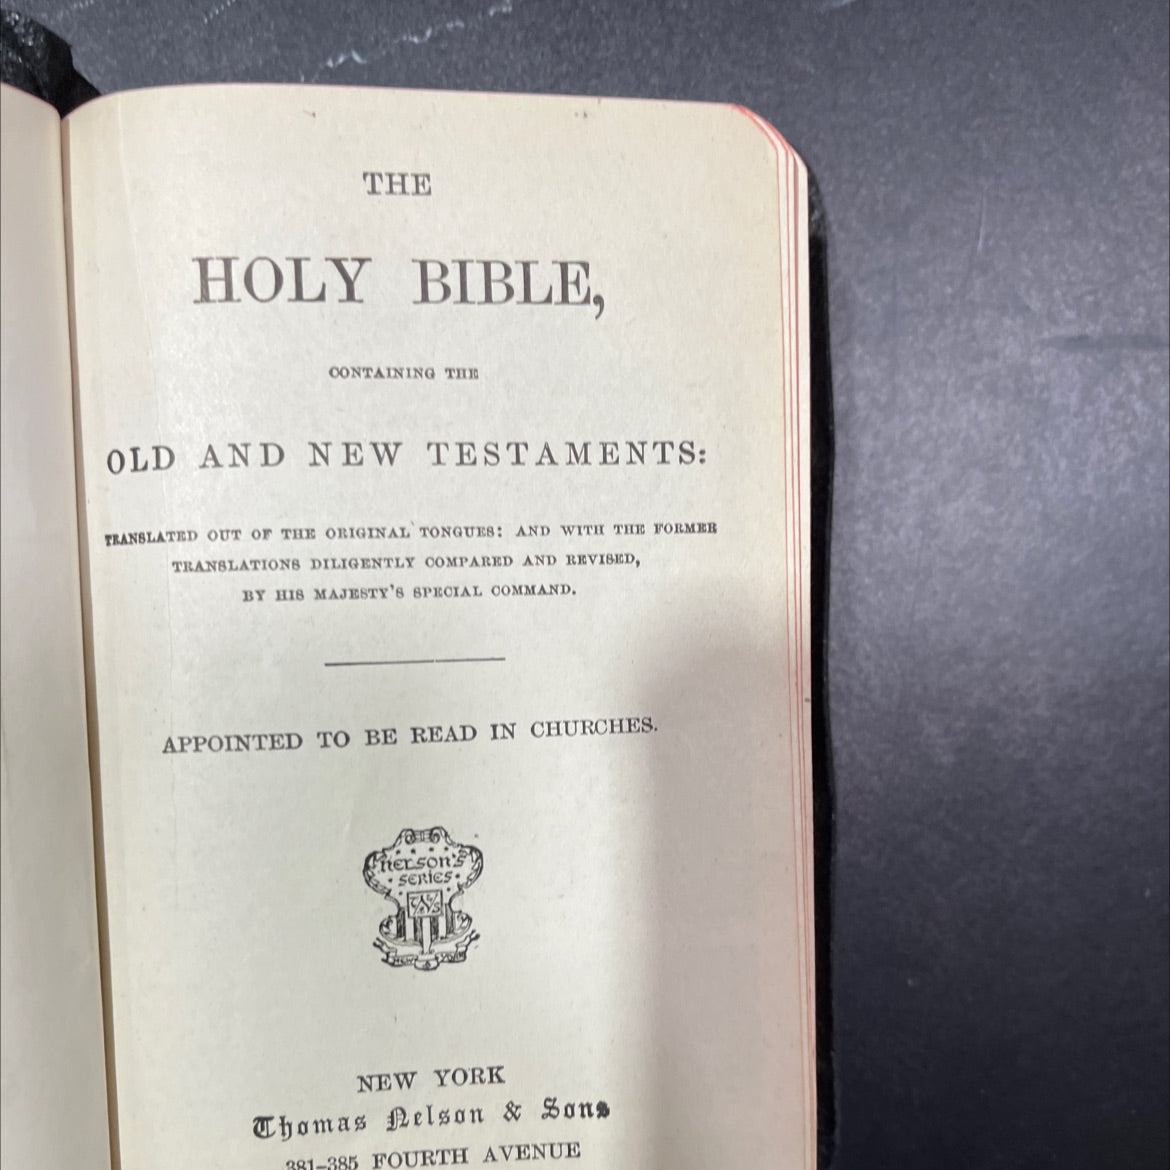 THE
HOLY BIBLE,
CONTAINING THE
OLD AND NEW TESTAMENTS:
TRANSLATED OUT OF THE ORIGINAL TONGUES: AND WITH THE FORMER
TRANSLATIONS DILIGENTLY COMPARED AND REVISED,
BY HIS MAJESTY'S SPECIAL COMMAND.
APPOINTED TO BE READ IN CHURCHES.
NELSON'S
SERIES
NEW YORK
NEW YORK
Thomas Nelson & Sons
381–385 FOURTH AVENUE